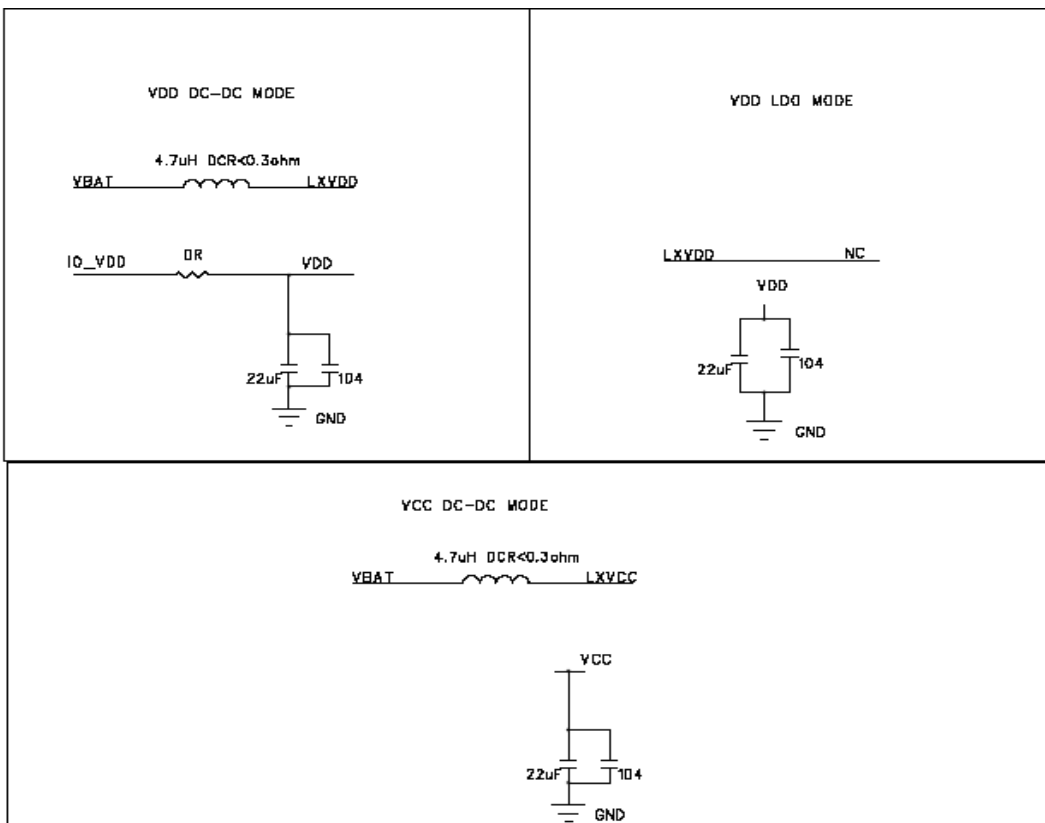 VDD DC-DC MODE
4.7uH DCR<0.3ohm
VBAT LXVDD
IO_VDD 0R VDD
22uF 104
GND
VDD LDO MODE
LXVDD NC
VDD
22uF 104
GND
VCC DC-DC MODE
4.7uH DCR<0.3ohm
VBAT LXVCC
VCC
22uF 104
GND